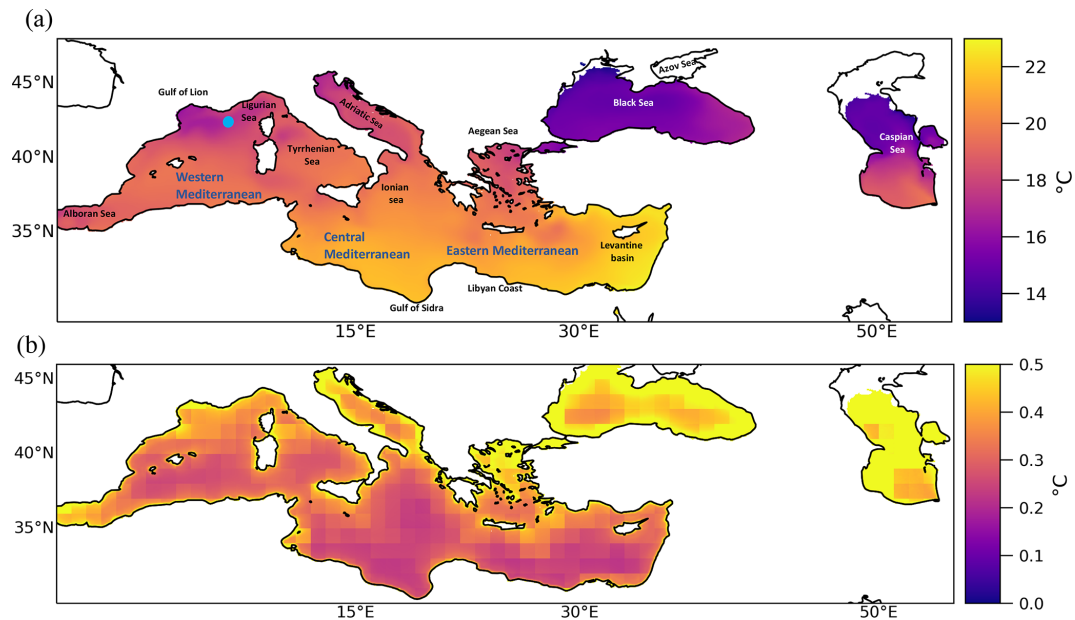 (a)
45°N
40°N
35°N
Gulf of Lion
Ligurian
Sea
Adriatic Sea
Azov Sea
Black Sea
Aegean Sea
Caspian
Sea
Tyrrhenian
Sea
Western
Mediterranean
Ionian
sea
Alboran Sea
Central
Mediterranean
Eastern Mediterranean
Levantine
basin
Libyan Coast
Gulf of Sidra
15°E
30°E
50°E
22
20
18
16
14
°C
(b)
45°N
40°N
35°N
15°E
30°E
50°E
0.5
0.4
0.3
0.2
0.1
0.0
°C